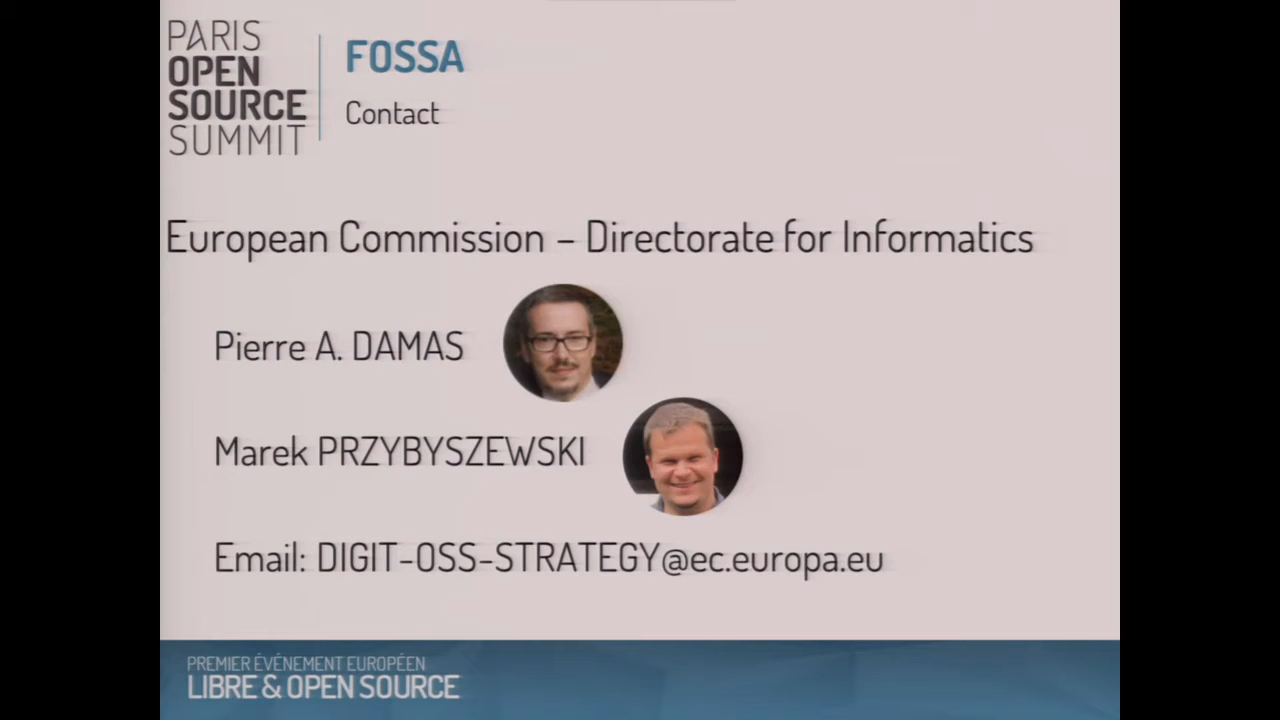 PARIS
OPEN
SOURCE
SUMMIT
FOSSA
Contact
European Commission – Directorate for Informatics
Pierre A. DAMAS
Marek PRZYBYSZEWSKI
Email: DIGIT-OSS-STRATEGY@ec.europa.eu
PREMIER ÉVÉNEMENT EUROPÉEN
LIBRE & OPEN SOURCE